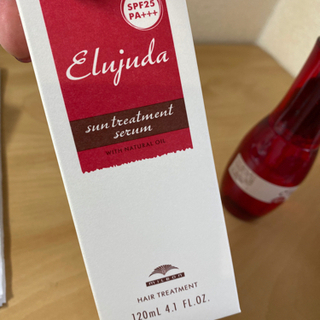 SPF25
PA+++
Elujuda
sun treatment
serum
WITH NATURAL OIL
milbon
HAIR TREATMENT
120mL 4.1 FL.OZ.